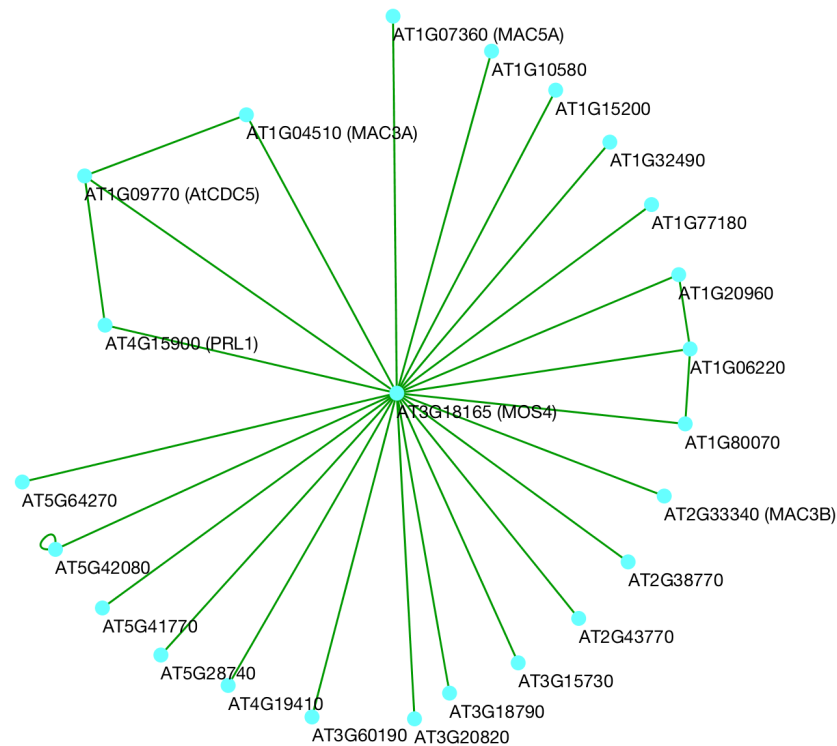 AT1G07360 (MAC5A)
AT1G10580
AT1G15200
AT1G04510 (MAC3A)
AT1G32490
AT1G09770 (AtCDC5)
AT1G77180
AT1G20960
AT4G15900 (PRL1)
AT1G06220
AT3G18165 (MOS4)
AT1G80070
AT5G64270
AT2G33340 (MAC3B)
AT5G42080
AT2G38770
AT5G41770
AT2G43770
AT5G28740
AT3G15730
AT4G19410
AT3G18790
AT3G60190
AT3G20820